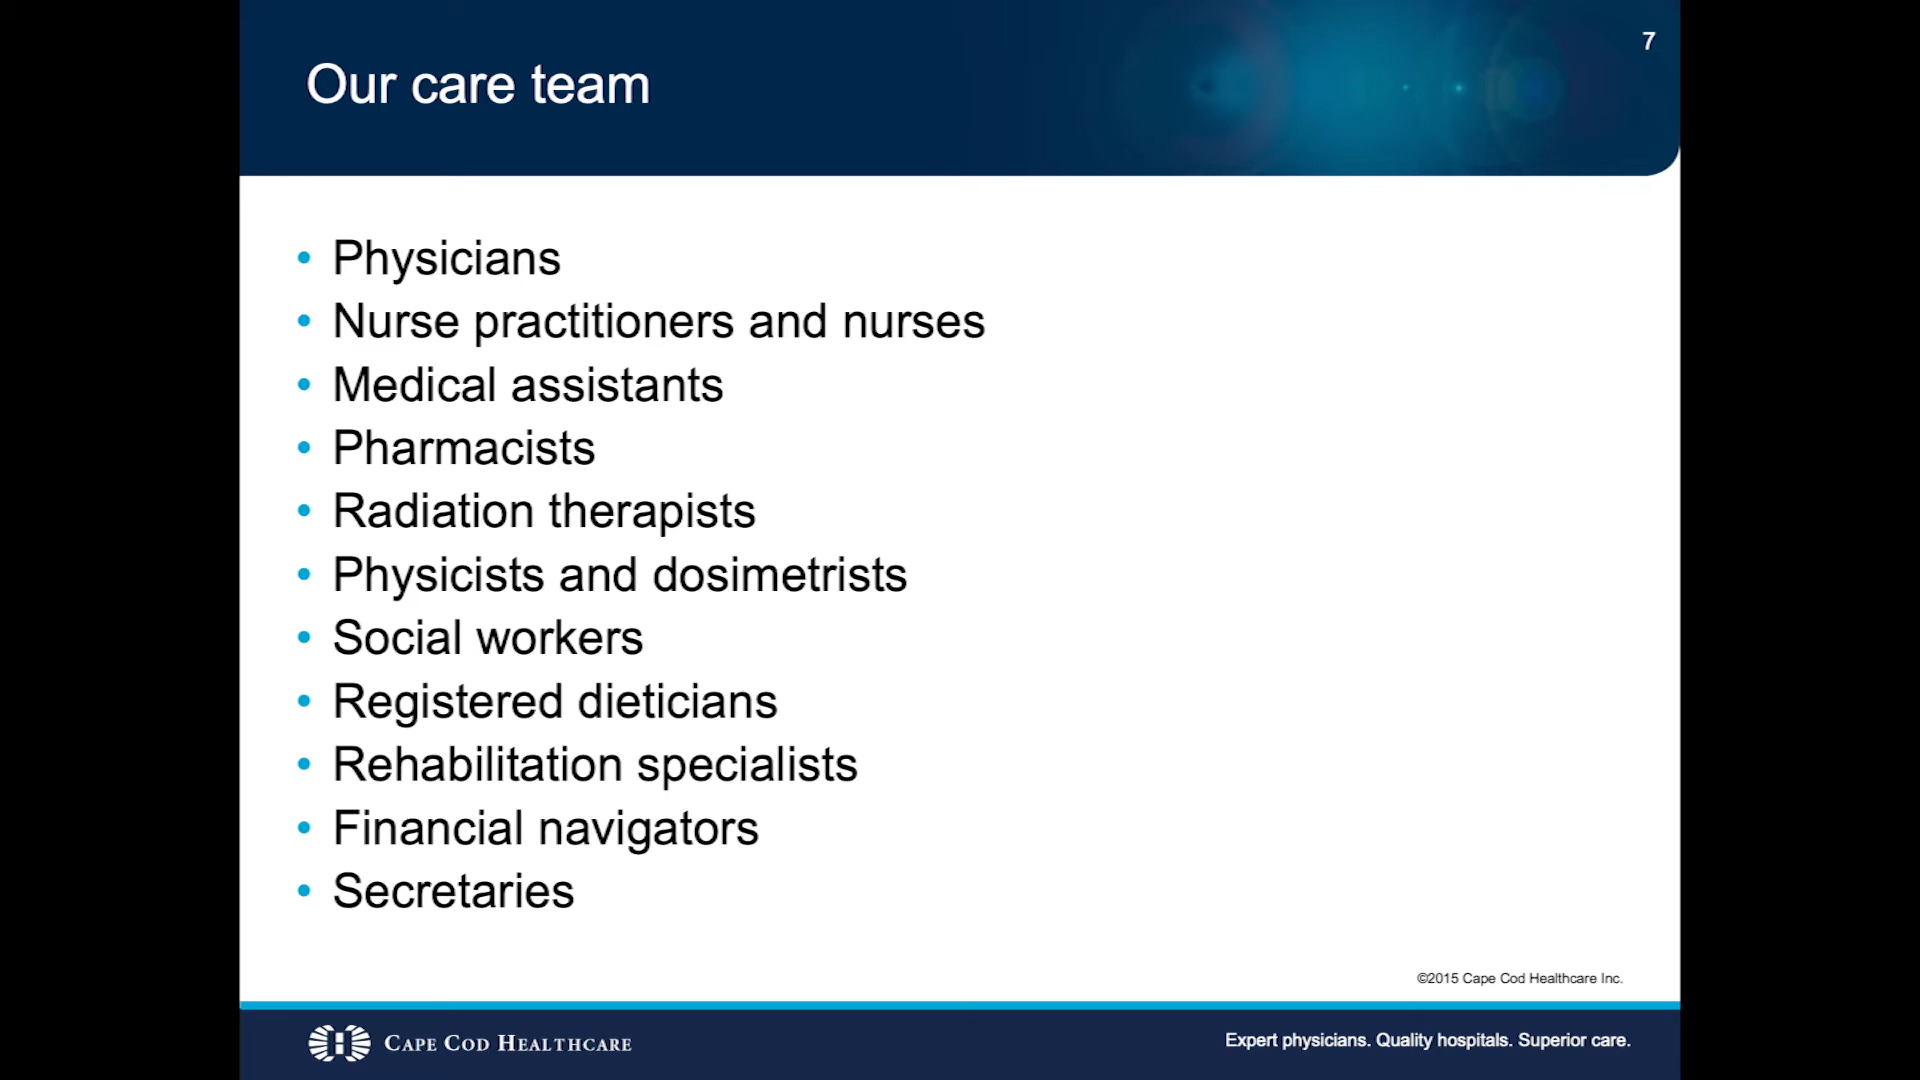 7
Our care team
• Physicians
• Nurse practitioners and nurses
• Medical assistants
• Pharmacists
• Radiation therapists
• Physicists and dosimetrists
• Social workers
• Registered dieticians
• Rehabilitation specialists
• Financial navigators
• Secretaries
©2015 Cape Cod Healthcare Inc.
CAPE COD HEALTHCARE
Expert physicians. Quality hospitals. Superior care.